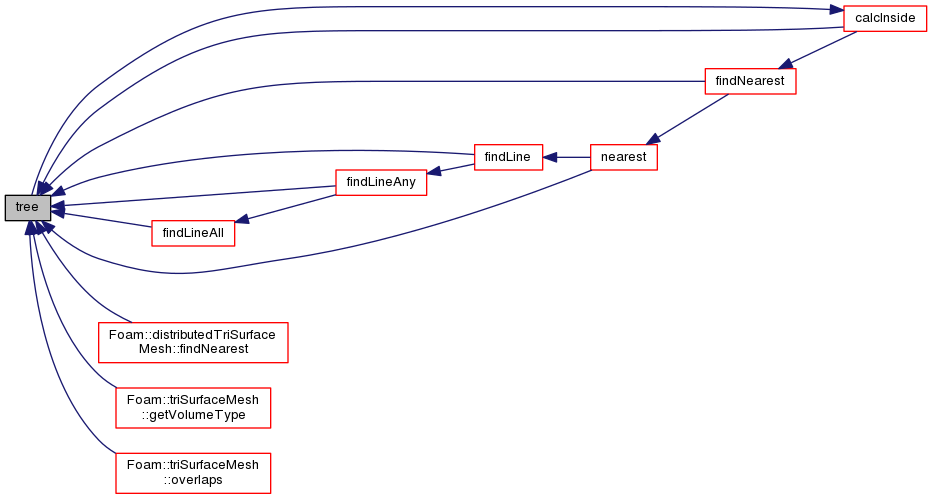 calcInside
findNearest
findLine
nearest
findLineAny
tree
findLineAll
Foam::distributedTriSurface
Mesh::findNearest
Foam::triSurfaceMesh
::getVolumeType
Foam::triSurfaceMesh
::overlaps